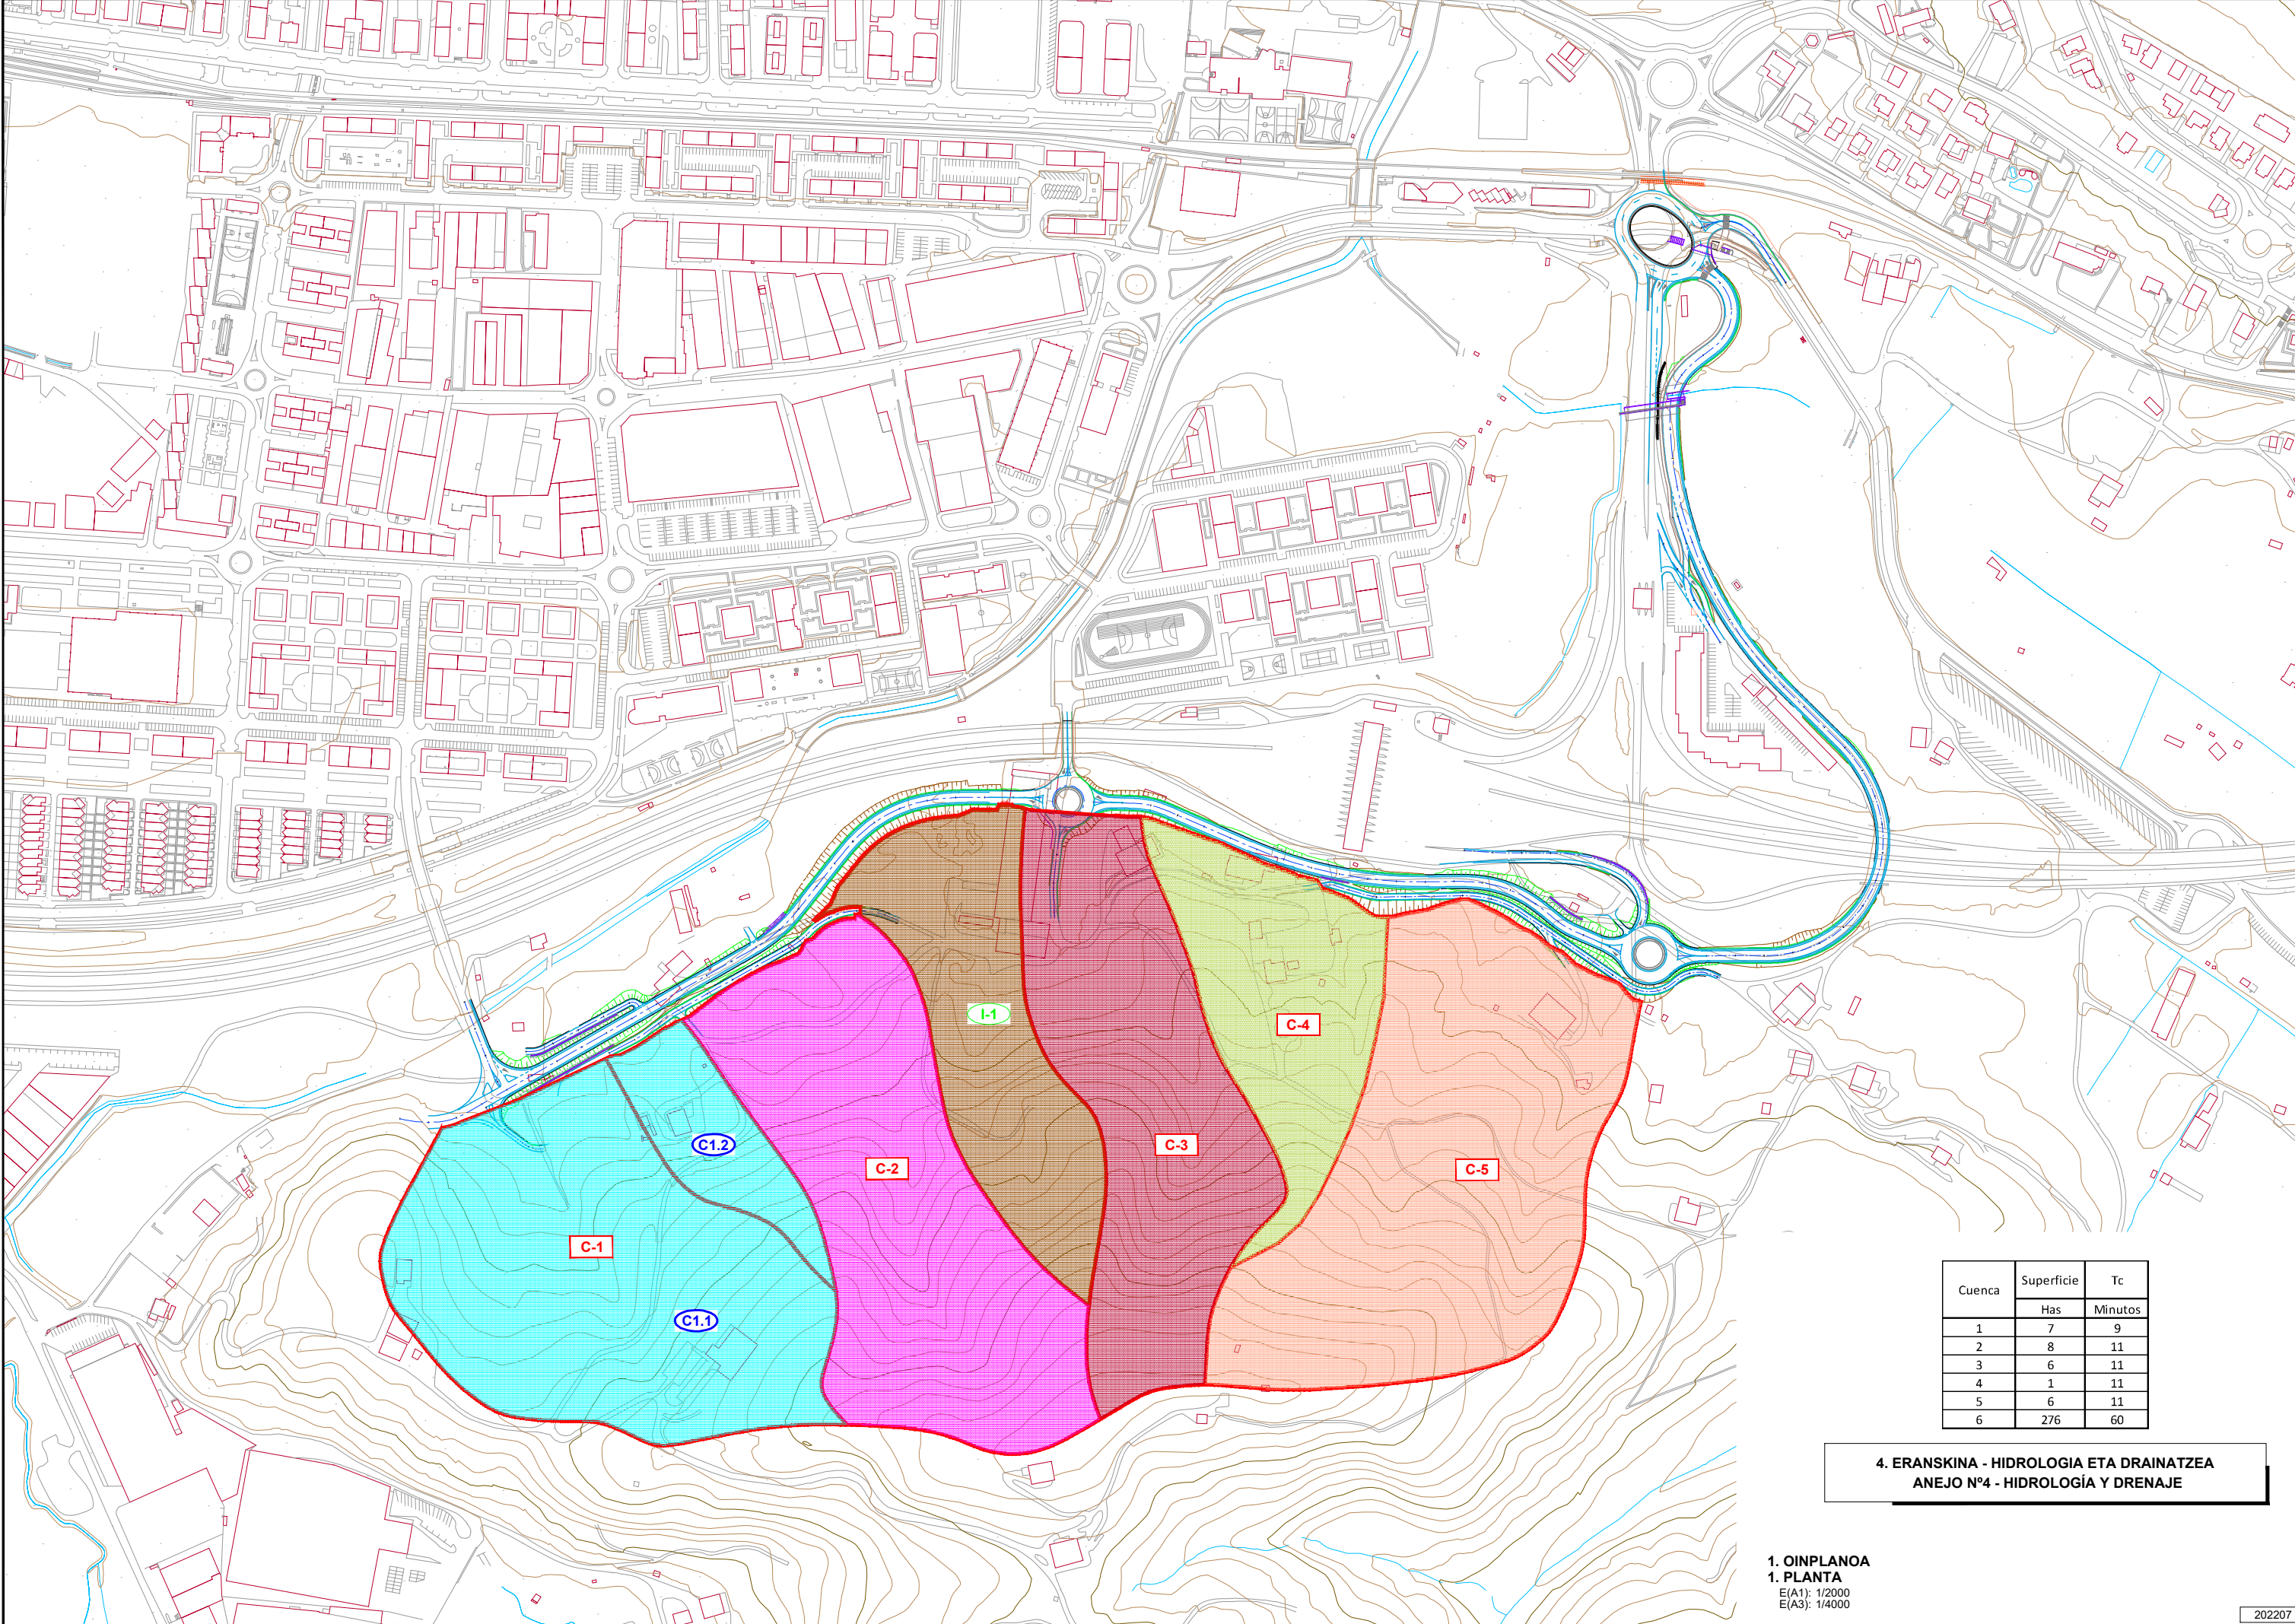 I-1
C-4
C1.2
C-3
C-2
C-5
C-1
C1.1
Cuenca Superficie Tc
Has Minutos
1 7 9
2 8 11
3 6 11
4 1 11
5 6 11
6 276 60
4. ERANSKINA - HIDROLOGIA ETA DRAINATZEA
ANEJO Nº4 - HIDROLOGÍA Y DRENAJE
1. OINPLANOA
1. PLANTA
E(A1): 1/2000
E(A3): 1/4000
202207